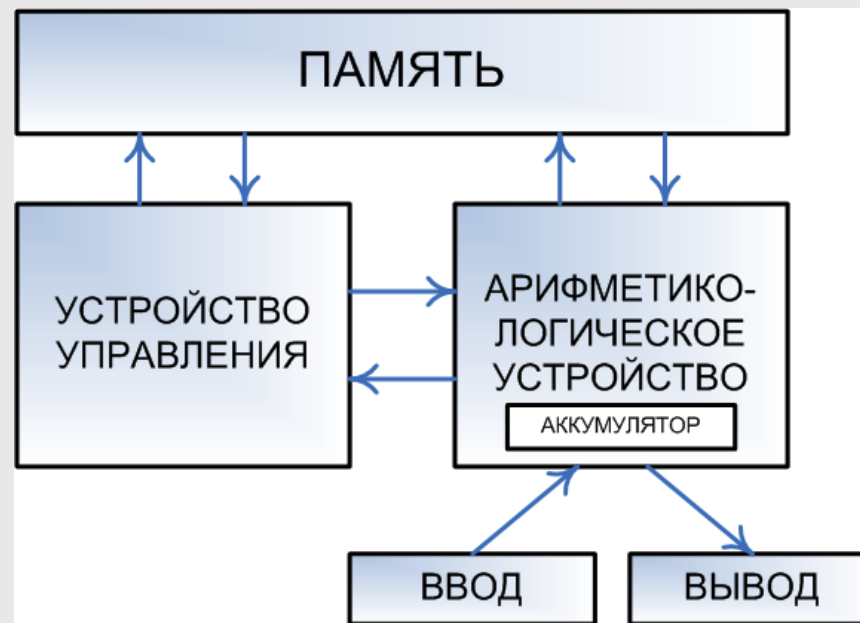 ПАМЯТЬ
УСТРОЙСТВО
УПРАВЛЕНИЯ
АРИФМЕТИКО-
ЛОГИЧЕСКОЕ
УСТРОЙСТВО
АККУМУЛЯТОР
ВВОД
ВЫВОД